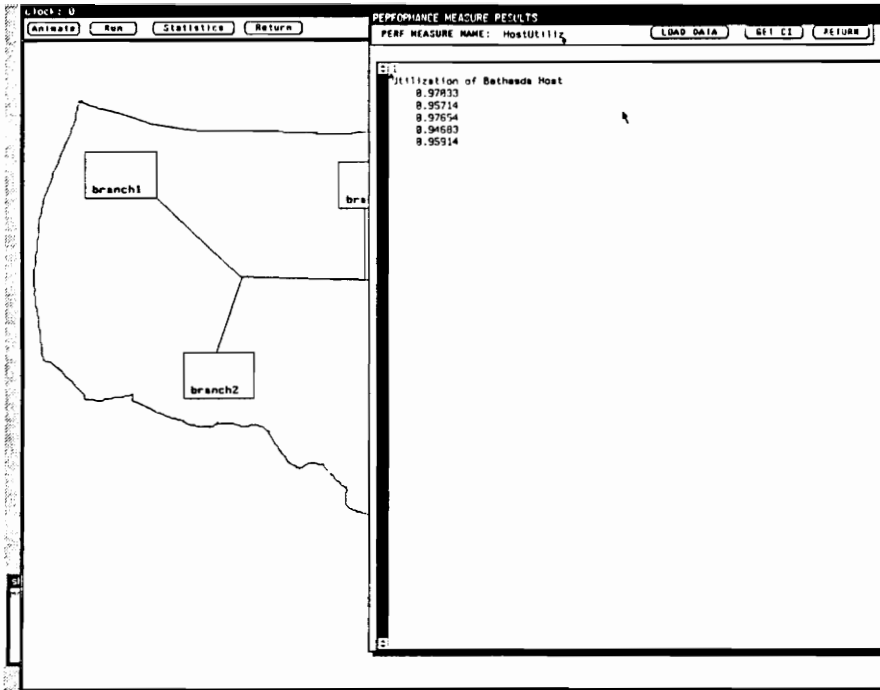 Clock: 0
Animate Run Statistics Return
branch1
bra
branch2
PERFORMANCE MEASURE RESULTS
PERF MEASURE NAME: HostUtiliz LOAD DATA GET CI RETURN
Utilization of Bethesda Host
0.97833
0.95714
0.97654
0.94683
0.95914